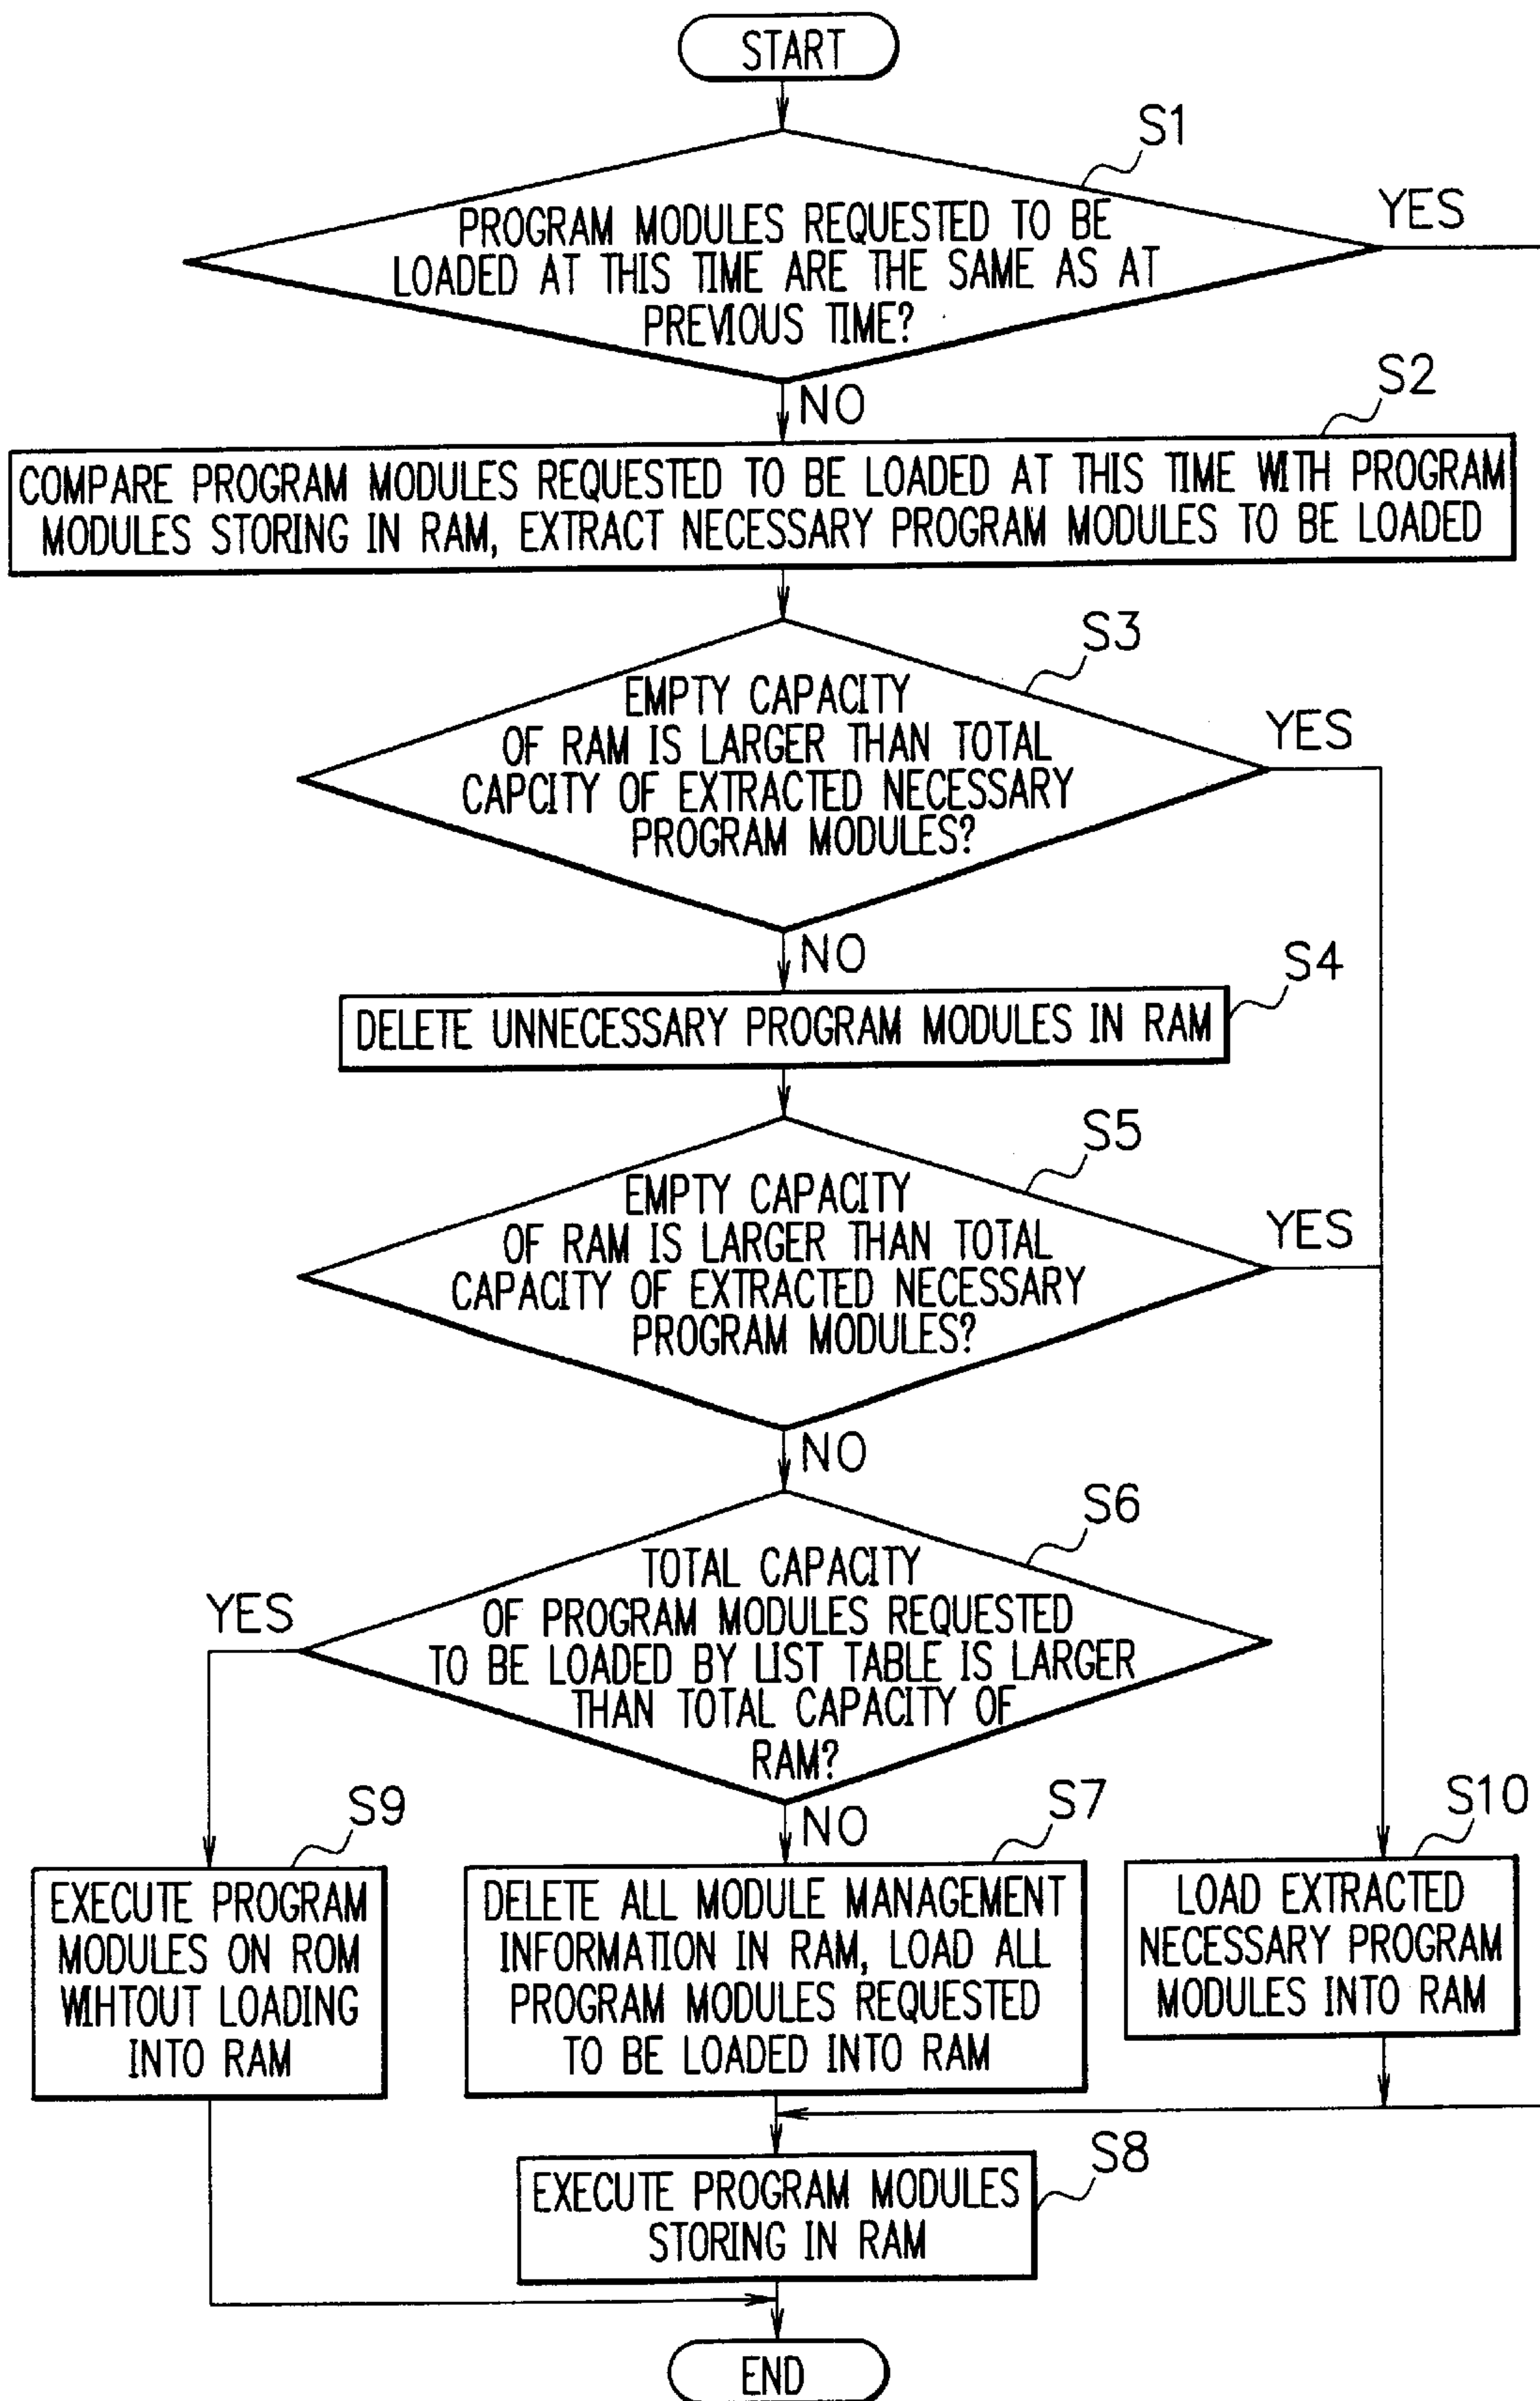 START
S1
YES
PROGRAM MODULES REQUESTED TO BE
LOADED AT THIS TIME ARE THE SAME AS AT
PREVIOUS TIME?
NO
S2
COMPARE PROGRAM MODULES REQUESTED TO BE LOADED AT THIS TIME WITH PROGRAM
MODULES STORING IN RAM, EXTRACT NECESSARY PROGRAM MODULES TO BE LOADED
S3
EMPTY CAPACITY
OF RAM IS LARGER THAN TOTAL
CAPCITY OF EXTRACTED NECESSARY
PROGRAM MODULES?
YES
NO
S4
DELETE UNNECESSARY PROGRAM MODULES IN RAM
S5
EMPTY CAPACITY
OF RAM IS LARGER THAN TOTAL
CAPACITY OF EXTRACTED NECESSARY
PROGRAM MODULES?
YES
NO
S6
TOTAL CAPACITY
OF PROGRAM MODULES REQUESTED
TO BE LOADED BY LIST TABLE IS LARGER
THAN TOTAL CAPACITY OF
RAM?
YES
NO
S9
EXECUTE PROGRAM
MODULES ON ROM
WIHTOUT LOADING
INTO RAM
S7
DELETE ALL MODULE MANAGEMENT
INFORMATION IN RAM, LOAD ALL
PROGRAM MODULES REQUESTED
TO BE LOADED INTO RAM
S10
LOAD EXTRACTED
NECESSARY PROGRAM
MODULES INTO RAM
S8
EXECUTE PROGRAM MODULES
STORING IN RAM
END